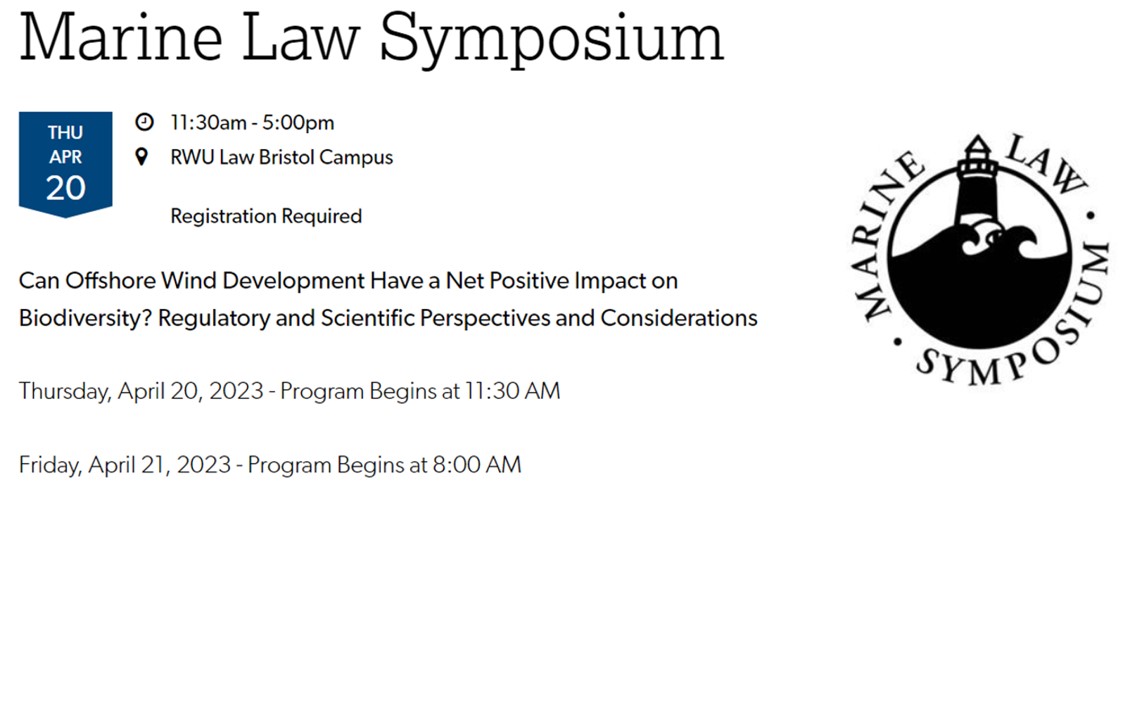 Marine Law Symposium
THU
APR
20
11:30am - 5:00pm
RWU Law Bristol Campus
Registration Required
Can Offshore Wind Development Have a Net Positive Impact on
Biodiversity? Regulatory and Scientific Perspectives and Considerations
Thursday, April 20, 2023 - Program Begins at 11:30 AM
Friday, April 21, 2023 - Program Begins at 8:00 AM
MARINE LAW • SYMPOSIUM •